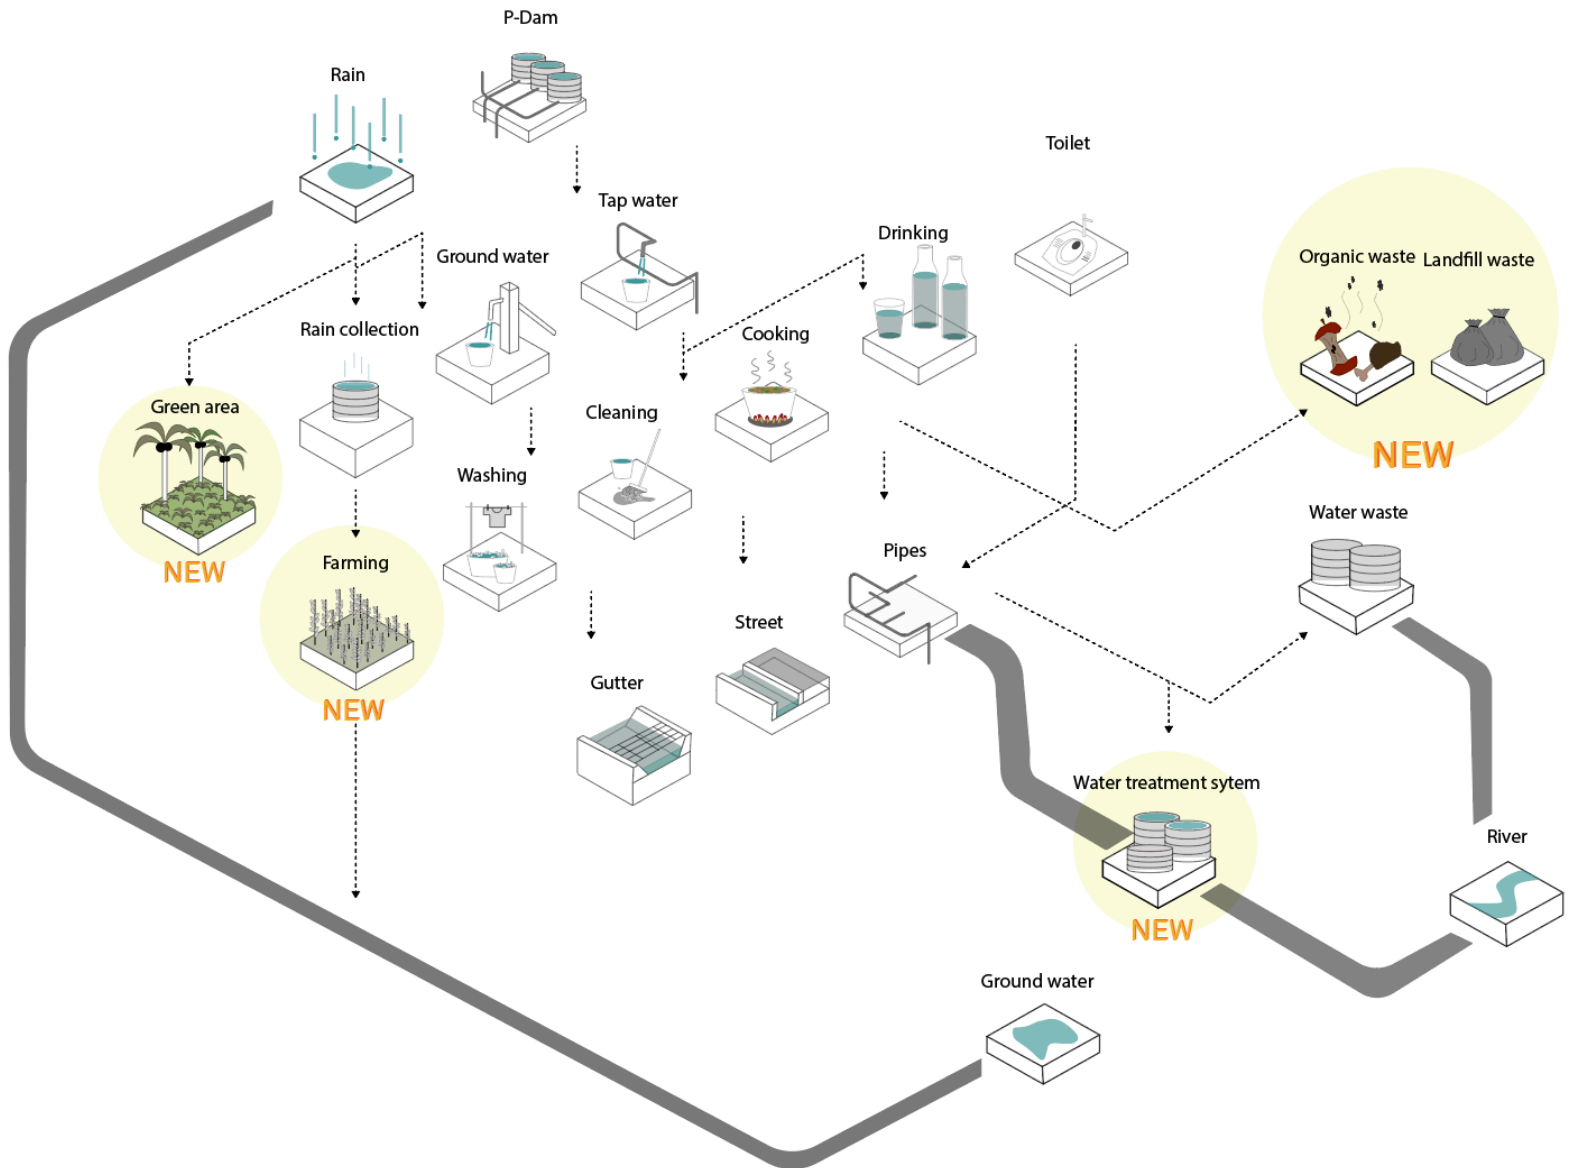 P-Dam
Rain
Toilet
Tap water
Drinking
Ground water
Organic waste
Landfill waste
Rain collection
Cooking
Green area
Cleaning
NEW
Washing
Water waste
Pipes
Farming
NEW
Street
Gutter
NEW
Water treatment sytem
River
NEW
Ground water